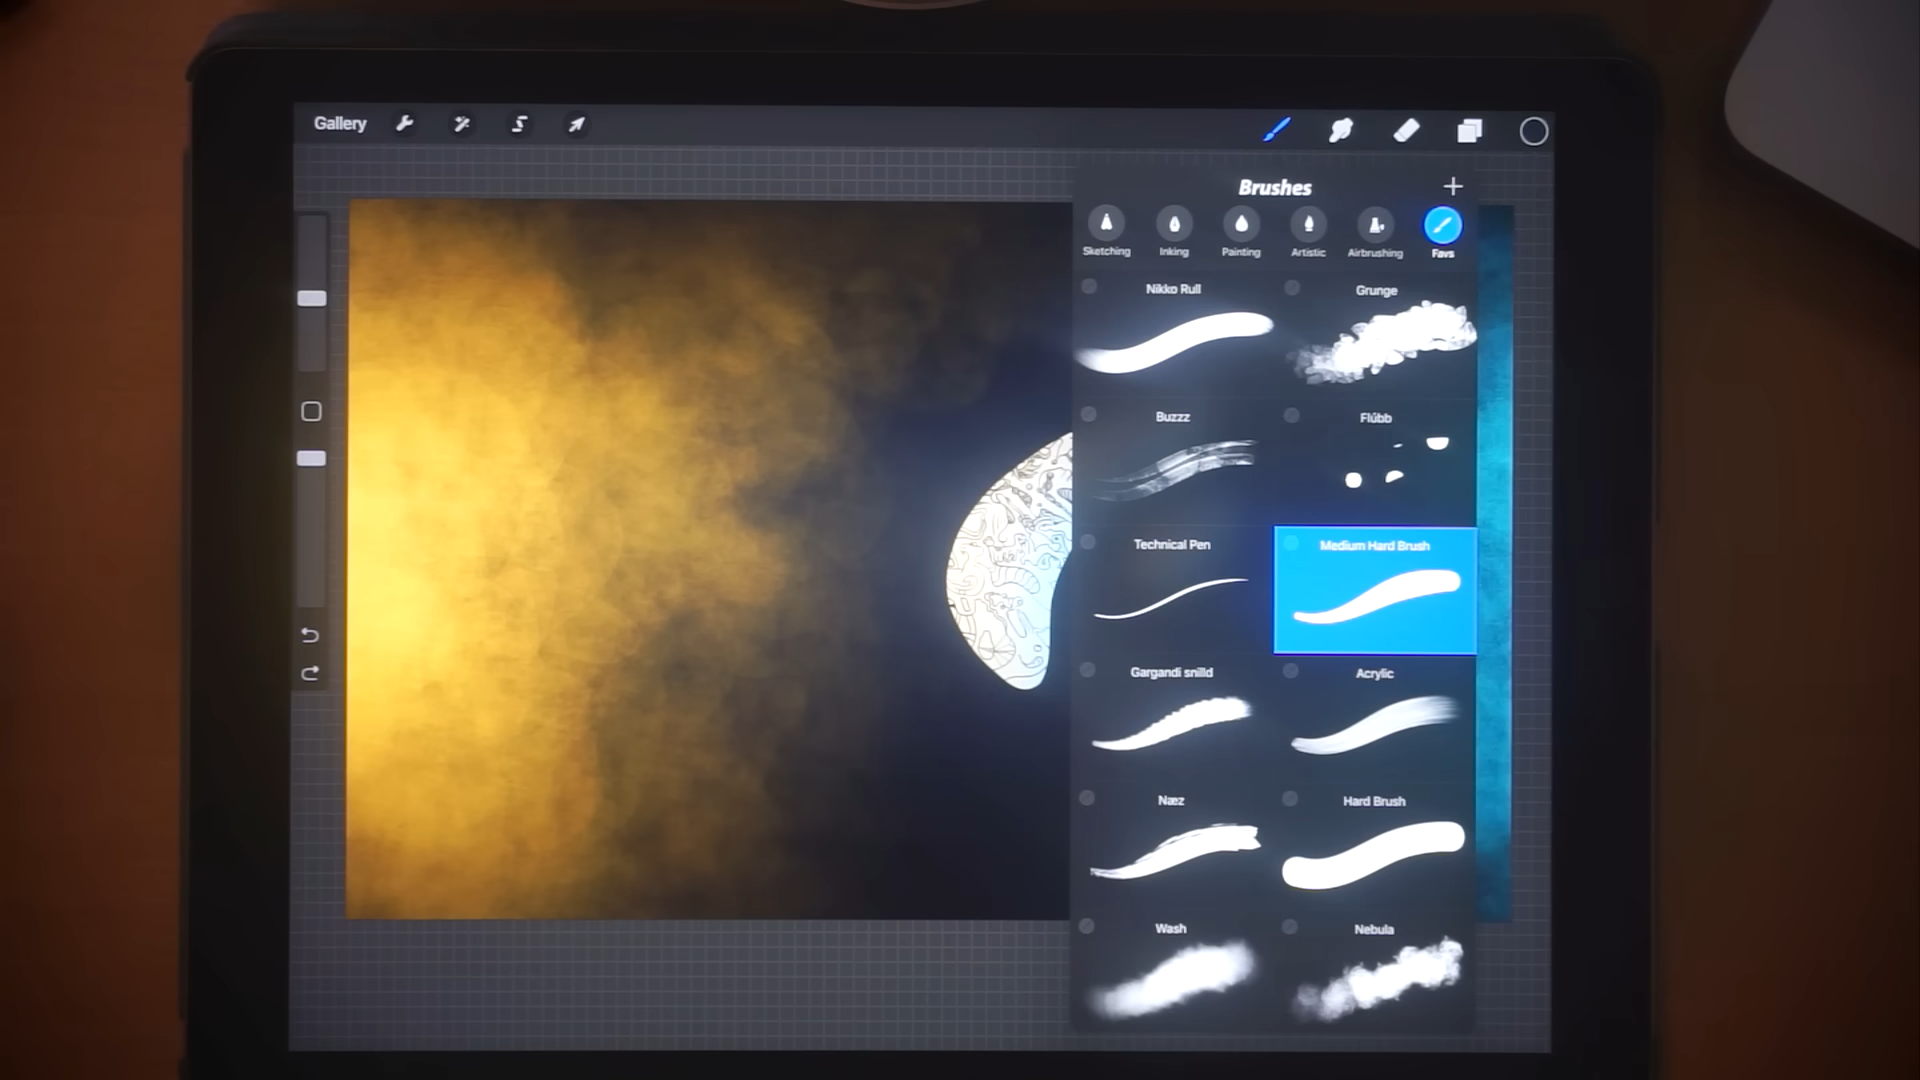 Gallery
Brushes
Sketching
Inking
Painting
Artistic
Airbrushing
Favs
Nikko Rull
Grunge
Buzzz
Flúbb
Technical Pen
Medium Hard Brush
Gargandi snilld
Acrylic
Næz
Hard Brush
Wash
Nebula